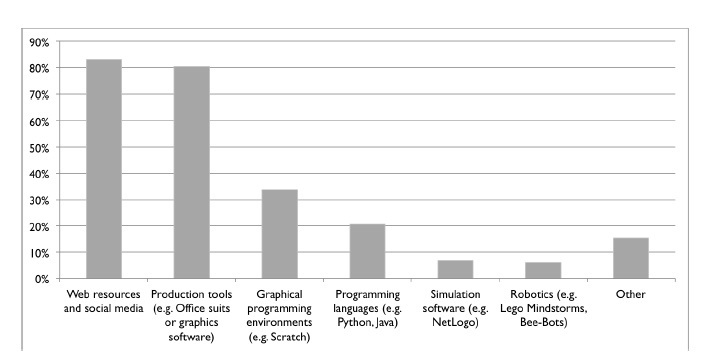 90%
80%
70%
60%
50%
40%
30%
20%
10%
0%
Web resources
and social media
Production tools
(e.g. Office suits
or graphics
software)
Graphical
programming
environments
(e.g. Scratch)
Programming
languages (e.g.
Python, Java)
Simulation
software (e.g.
NetLogo)
Robotics (e.g.
Lego Mindstorms,
Bee-Bots)
Other